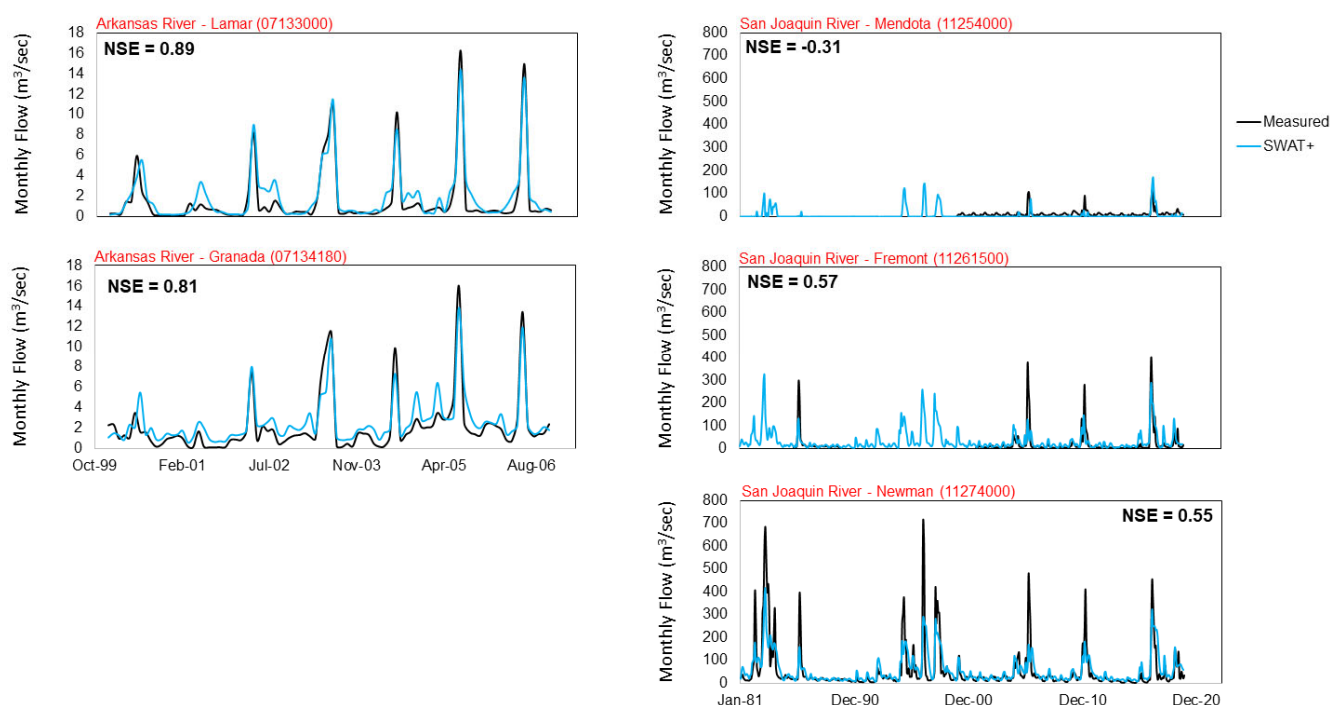 Arkansas River - Lamar (07133000)
NSE = 0.89
Monthly Flow (m³/sec)
18
16
14
12
10
8
6
4
2
0
Arkansas River - Granada (07134180)
NSE = 0.81
Monthly Flow (m³/sec)
18
16
14
12
10
8
6
4
2
0
Oct-99 Feb-01 Jul-02 Nov-03 Apr-05 Aug-06
San Joaquin River - Mendota (11254000)
NSE = -0.31
Monthly Flow (m³/sec)
800
700
600
500
400
300
200
100
0
Measured
SWAT+
San Joaquin River - Fremont (11261500)
NSE = 0.57
Monthly Flow (m³/sec)
800
700
600
500
400
300
200
100
0
San Joaquin River - Newman (11274000)
NSE = 0.55
Monthly Flow (m³/sec)
800
700
600
500
400
300
200
100
0
Jan-81 Dec-90 Dec-00 Dec-10 Dec-20